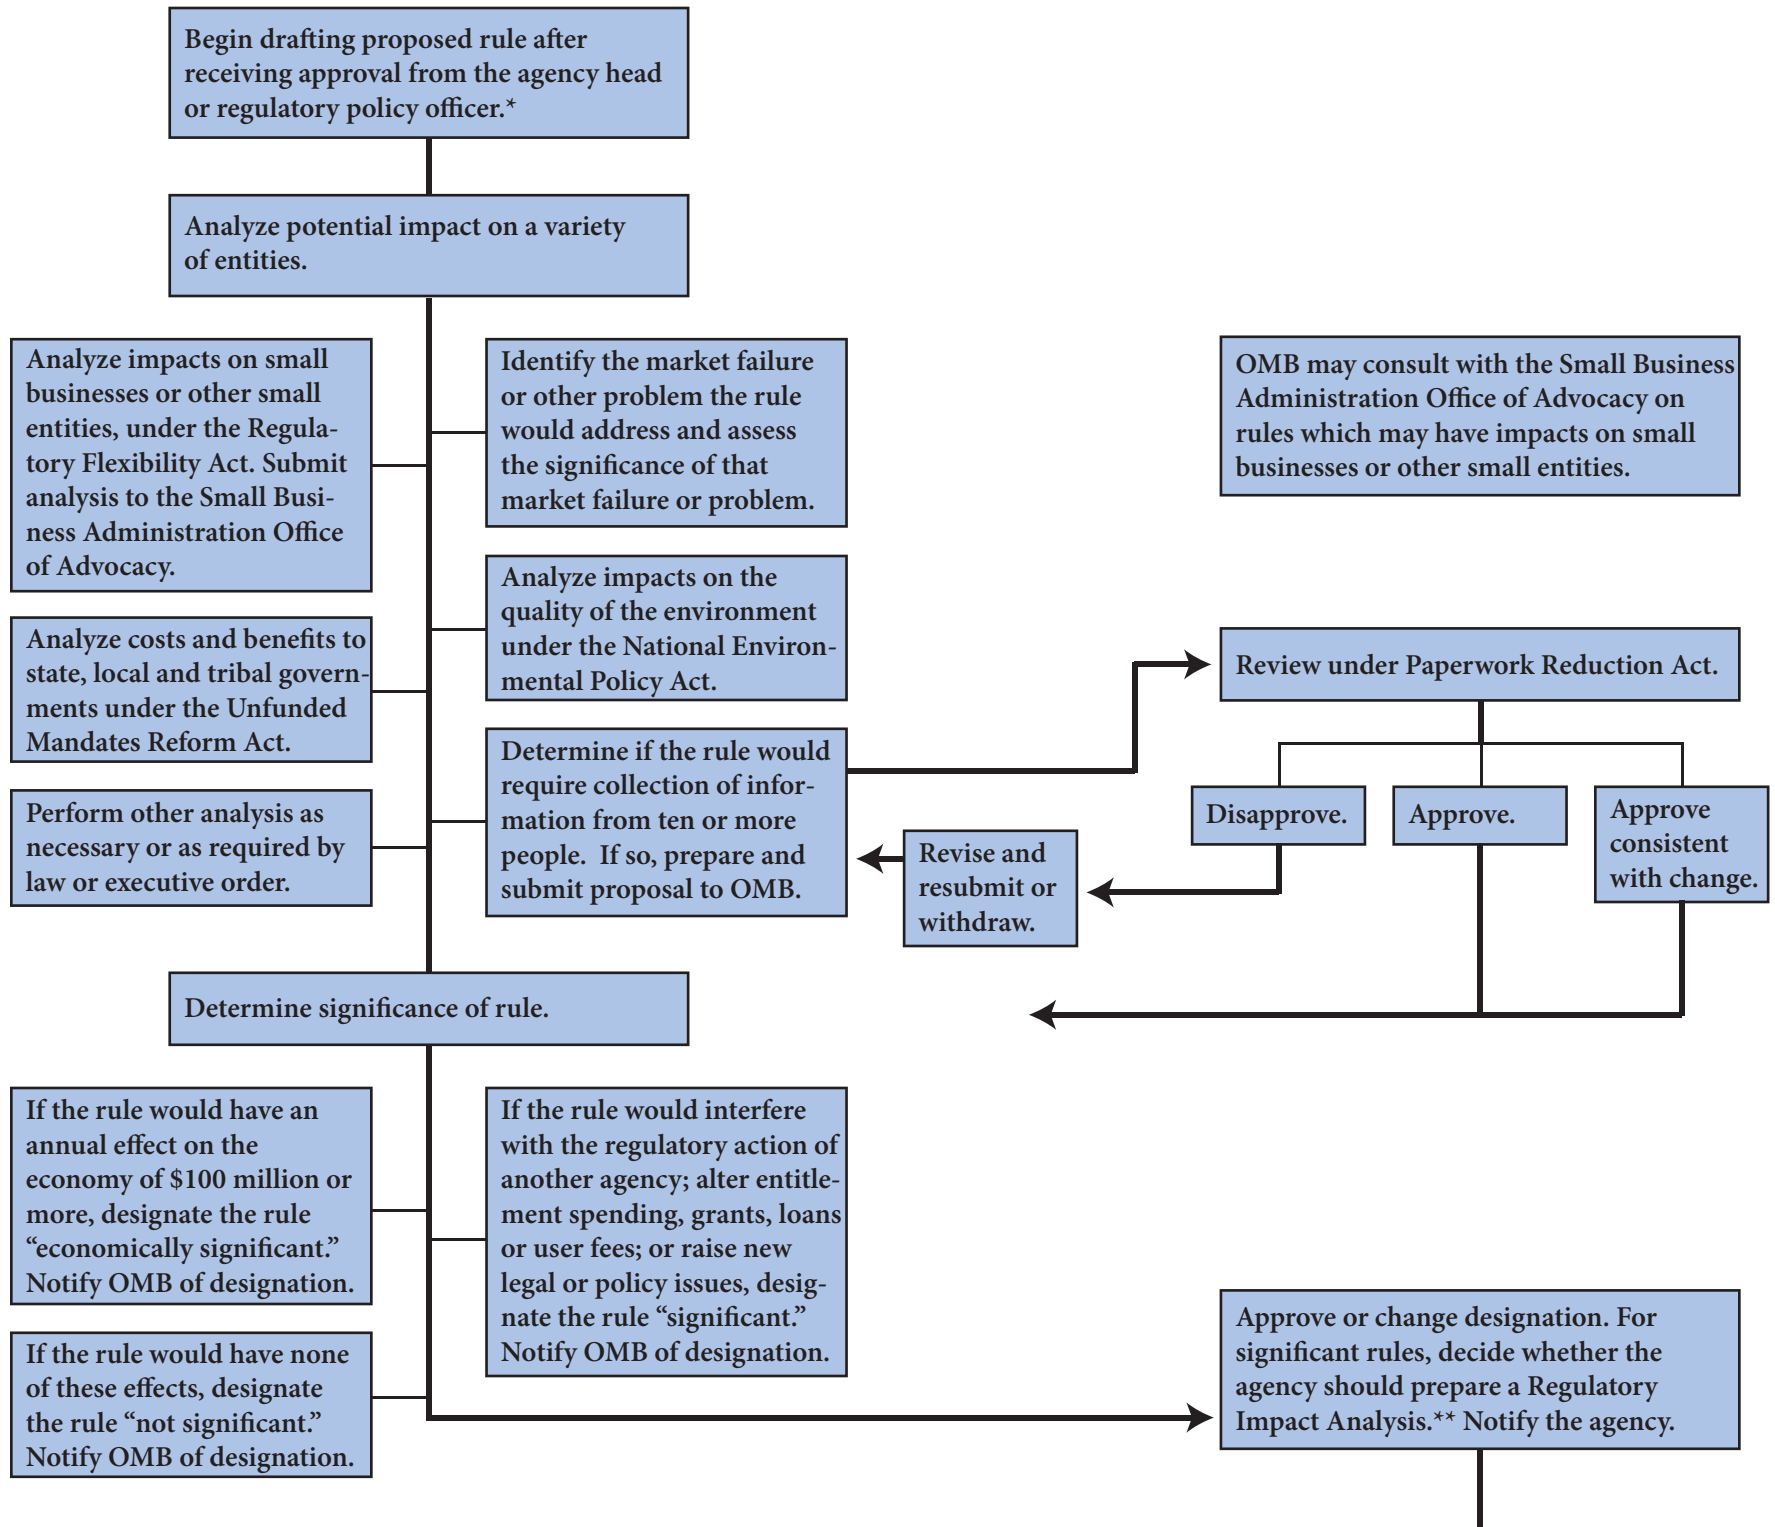 Begin drafting proposed rule after
receiving approval from the agency head
or regulatory policy officer.*
Analyze potential impact on a variety
of entities.
Analyze impacts on small
businesses or other small
entities, under the Regula-
tory Flexibility Act. Submit
analysis to the Small Busi-
ness Administration Office
of Advocacy.
Identify the market failure
or other problem the rule
would address and assess
the significance of that
market failure or problem.
OMB may consult with the Small Business
Administration Office of Advocacy on
rules which may have impacts on small
businesses or other small entities.
Analyze costs and benefits to
state, local and tribal govern-
ments under the Unfunded
Mandates Reform Act.
Analyze impacts on the
quality of the environment
under the National Environ-
mental Policy Act.
Review under Paperwork Reduction Act.
Perform other analysis as
necessary or as required by
law or executive order.
Determine if the rule would
require collection of infor-
mation from ten or more
people.  If so, prepare and
submit proposal to OMB.
Revise and
resubmit or
withdraw.
Disapprove.
Approve.
Approve
consistent
with change.
Determine significance of rule.
If the rule would have an
annual effect on the
economy of $100 million or
more, designate the rule
“economically significant.”
Notify OMB of designation.
If the rule would interfere
with the regulatory action of
another agency; alter entitle-
ment spending, grants, loans
or user fees; or raise new
legal or policy issues, desig-
nate the rule “significant.”
Notify OMB of designation.
If the rule would have none
of these effects, designate
the rule “not significant.”
Notify OMB of designation.
Approve or change designation. For
significant rules, decide whether the
agency should prepare a Regulatory
Impact Analysis.** Notify the agency.